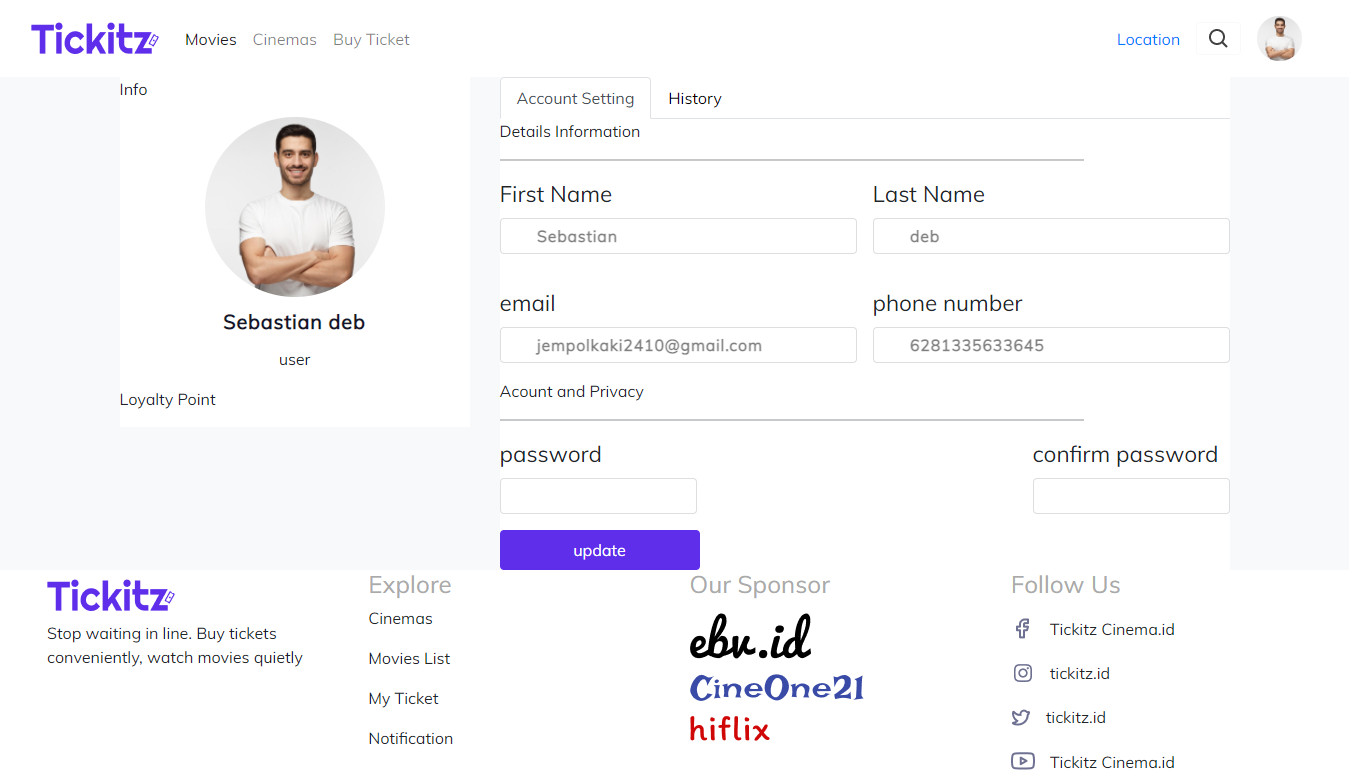 Tickitz
Movies Cinemas Buy Ticket
Location
Info
Sebastian deb
user
Loyalty Point
Account Setting History
Details Information
First Name Last Name
Sebastian deb
email phone number
jempolkaki2410@gmail.com 6281335633645
Acount and Privacy
password confirm password
update
Tickitz
Stop waiting in line. Buy tickets
conveniently, watch movies quietly
Explore
Cinemas
Movies List
My Ticket
Notification
Our Sponsor
ebv.id
CineOne21
hiflix
Follow Us
Tickitz Cinema.id
tickitz.id
tickitz.id
Tickitz Cinema.id